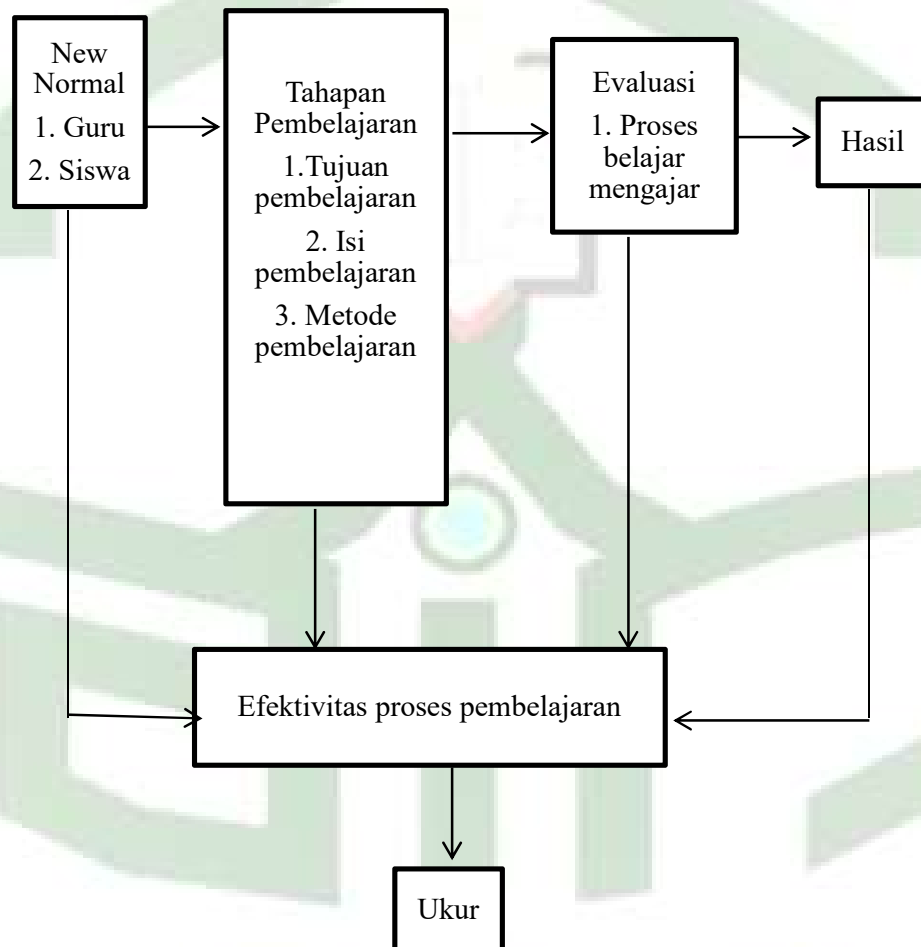 New
Normal
1. Guru
2. Siswa
Tahapan
Pembelajaran
1.Tujuan
pembelajaran
2. Isi
pembelajaran
3. Metode
pembelajaran
Evaluasi
1. Proses
belajar
mengajar
Hasil
Efektivitas proses pembelajaran
Ukur